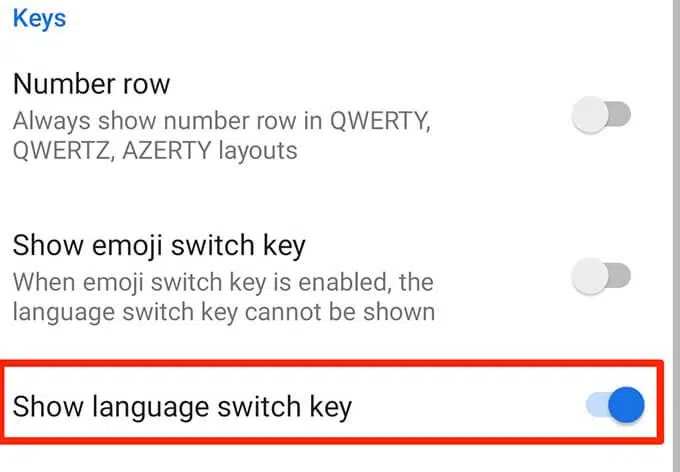 Keys
Number row
Always show number row in QWERTY,
QWERTZ, AZERTY layouts
Show emoji switch key
When emoji switch key is enabled, the
language switch key cannot be shown
Show language switch key